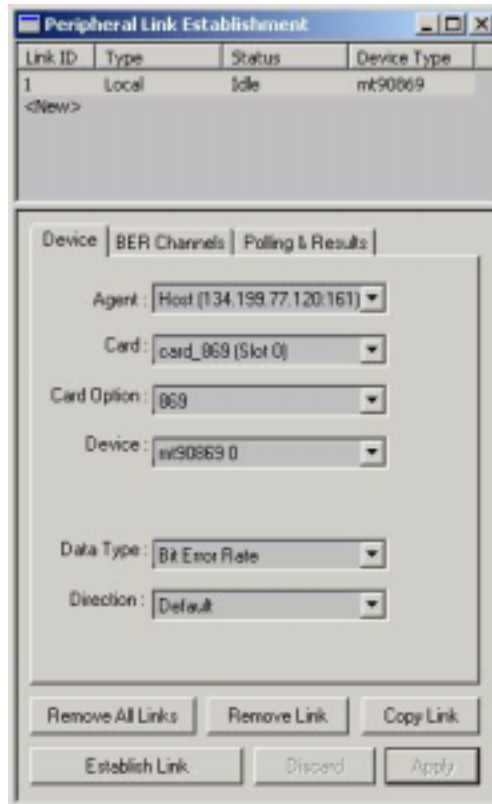 Peripheral Link Establishment
Link ID Type Status Device Type
1 Local Idle mt90869
<New>
Device BER Channels Polling & Results
Agent : Host (134.199.77.120:161)
Card : card_869 (Slot 0)
Card Option : 869
Device : mt90869 0
Data Type : Bit Error Rate
Direction : Default
Remove All Links Remove Link Copy Link
Establish Link Discard Apply